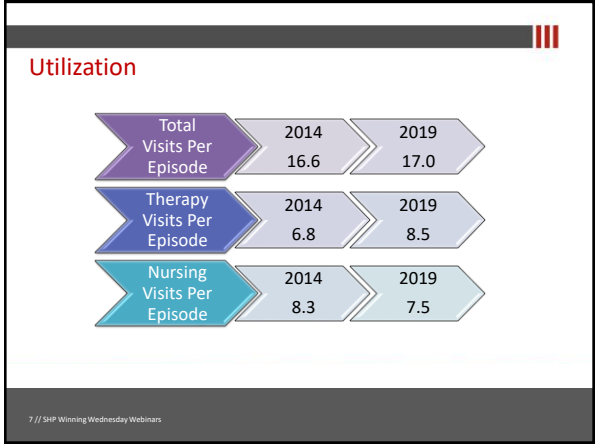 Utilization
Total
Visits Per
Episode
2014
16.6
2019
17.0
Therapy
Visits Per
Episode
2014
6.8
2019
8.5
Nursing
Visits Per
Episode
2014
8.3
2019
7.5
7 // SHP Winning Wednesday Webinars